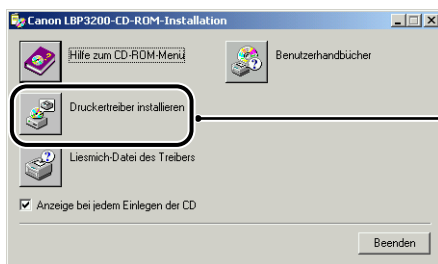 Canon LBP3200-CD-ROM-Installation
Hilfe zum CD-ROM-Menü
Benutzerhandbücher
Druckertreiber installieren
Liesmich-Datei des Treibers
Anzeige bei jedem Einlegen der CD
Beenden